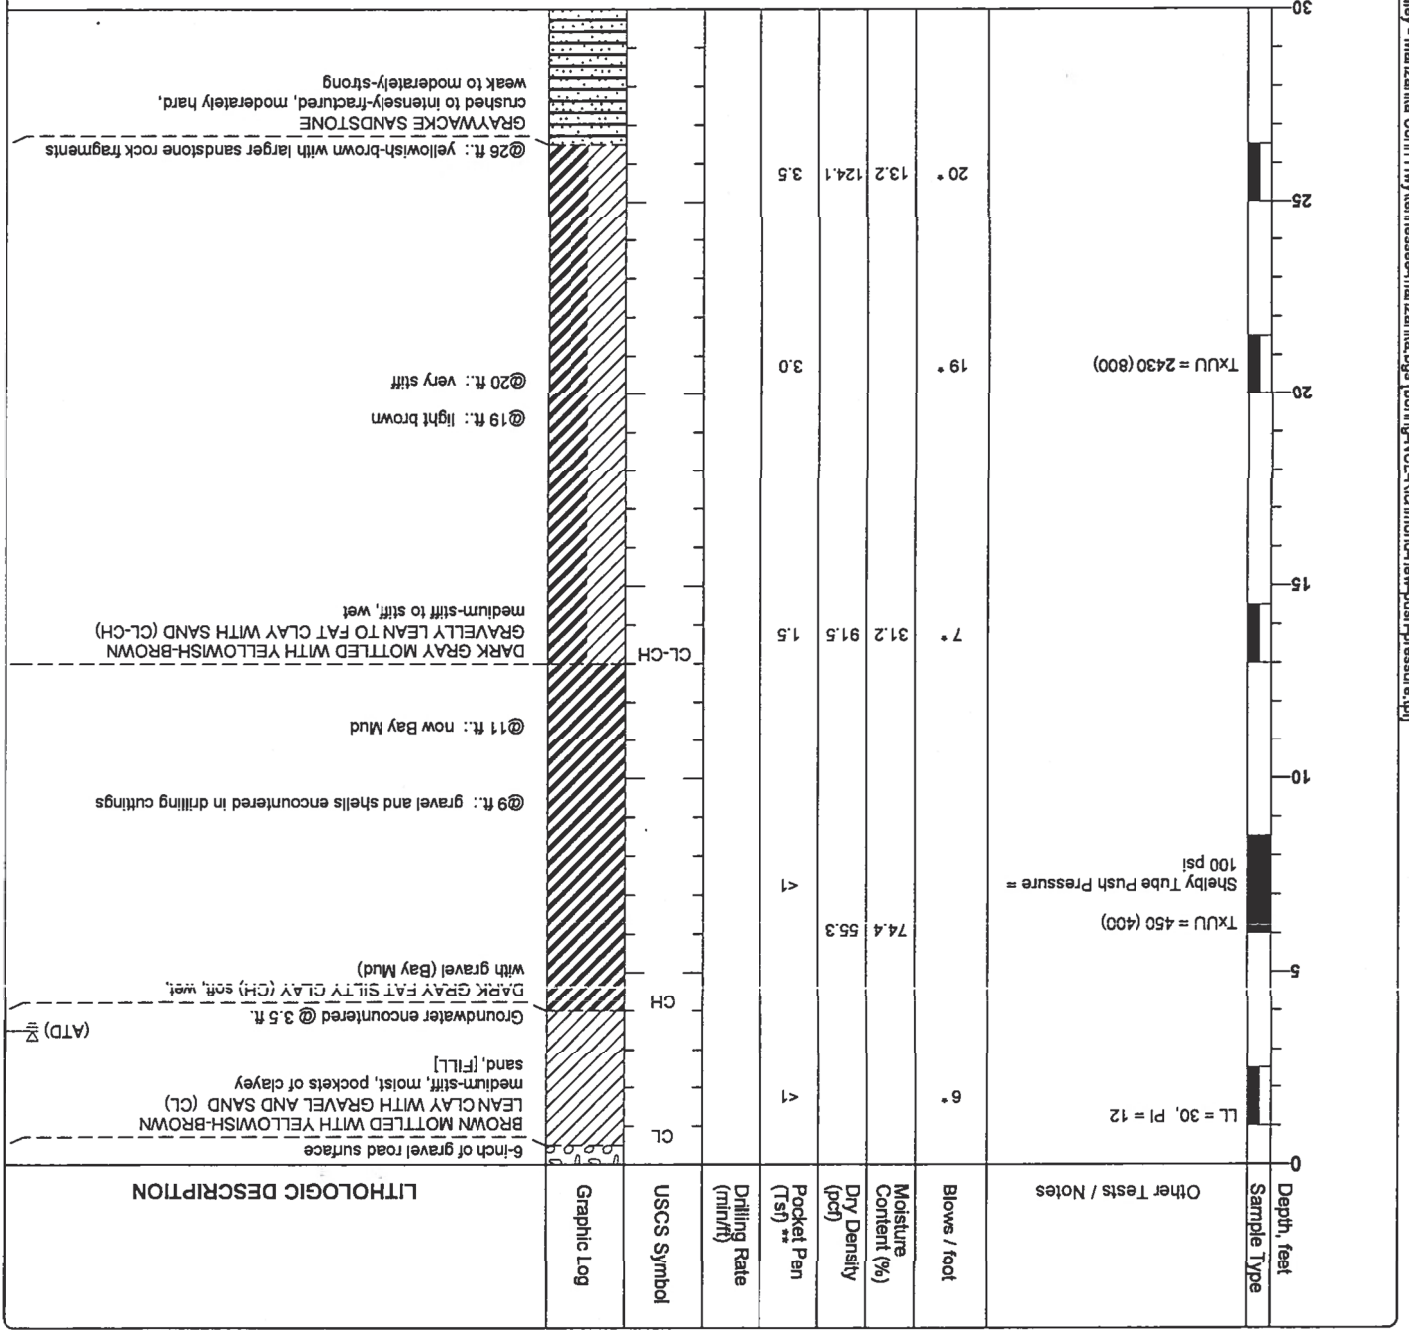 Depth, feet
Sample Type
Other Tests / Notes
Blows / foot
Moisture
Content (%)
Dry Density
(pcf)
Pocket Pen
(Tsf) **
Drilling Rate
(min/ft)
USCS Symbol
Graphic Log
LITHOLOGIC DESCRIPTION
0
6-inch of gravel road surface
CL
BROWN MOTTLED WITH YELLOWISH-BROWN
LEAN CLAY WITH GRAVEL AND SAND (CL)
medium-stiff, moist, pockets of clayey
sand, [FILL]
LL = 30, PI = 12
6*
<1
(ATD)
Groundwater encountered @ 3.5 ft.
CH
DARK GRAY FAT SILTY CLAY (CH) soft, wet,
with gravel (Bay Mud)
5
TxUU = 450 (400)
74.4
55.3
Shelby Tube Push Pressure =
100 psi
<1
@9 ft.: gravel and shells encountered in drilling cuttings
10
@11 ft.: now Bay Mud
CL-CH
DARK GRAY MOTTLED WITH YELLOWISH-BROWN
GRAVELLY LEAN TO FAT CLAY WITH SAND (CL-CH)
medium-stiff to stiff, wet
7*
31.2
91.5
1.5
15
@19 ft.: light brown
20
@20 ft.: very stiff
TxUU = 2430 (800)
19*
3.0
25
20*
13.2
124.1
3.5
@26 ft.: yellowish-brown with larger sandstone rock fragments
GRAYWACKE SANDSTONE
crushed to intensely-fractured, moderately hard,
weak to moderately-strong
30